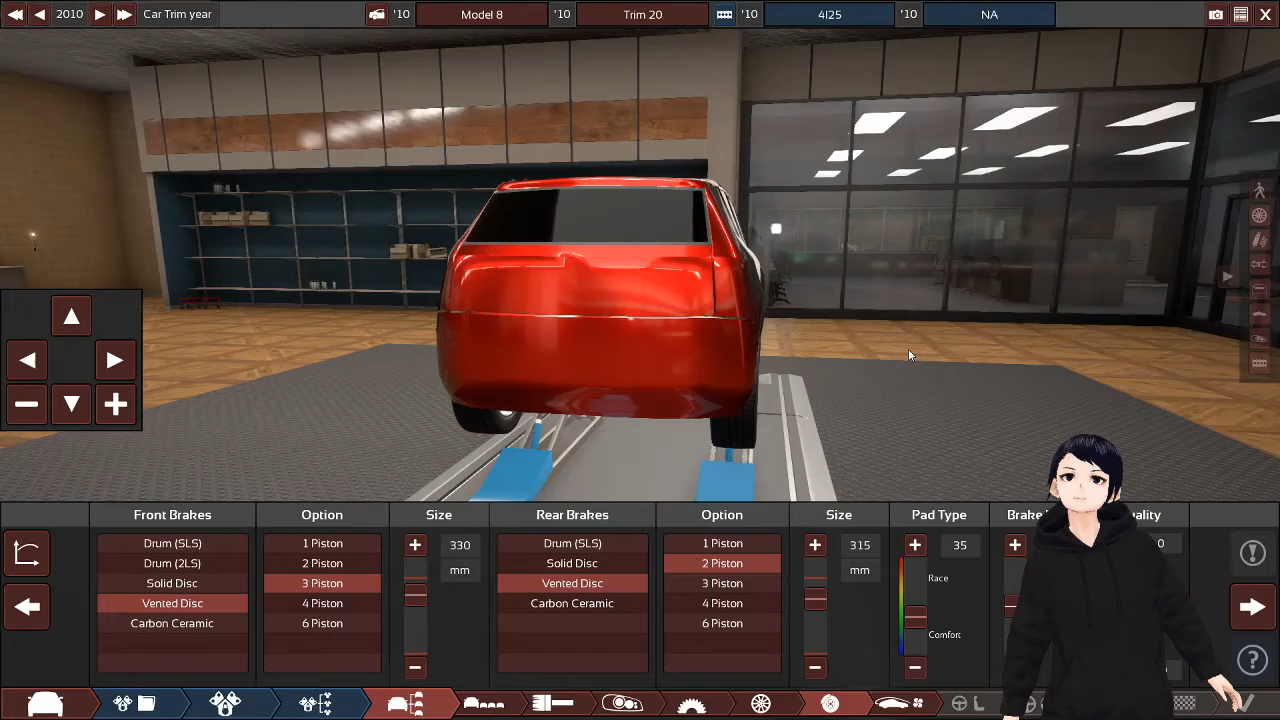 2010 Car Trim year '10 Model 8 '10 Trim 20 '10 4I25 '10 NA
Front Brakes Option Size Rear Brakes Option Size Pad Type Brake uality
Drum (SLS) 1 Piston 330 Drum (SLS) 1 Piston 315 35 0
Drum (2LS) 2 Piston mm Solid Disc 2 Piston mm Race
Solid Disc 3 Piston Vented Disc 3 Piston
Vented Disc 4 Piston Carbon Ceramic 4 Piston
Carbon Ceramic 6 Piston 6 Piston Comfort